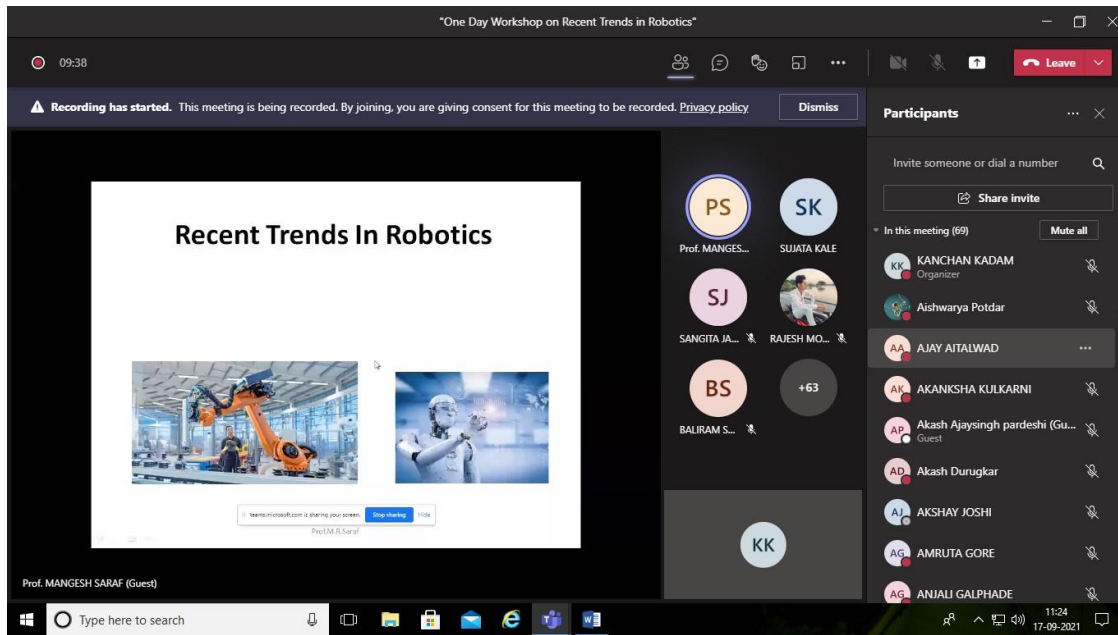 "One Day Workshop on Recent Trends in Robotics"
09:38
Leave
Recording has started. This meeting is being recorded. By joining, you are giving consent for this meeting to be recorded. Privacy policy
Dismiss
Recent Trends In Robotics
teams.microsoft.com is sharing your screen.
Stop sharing
Hide
Prof.M.R.Saraf
Prof. MANGESH SARAF (Guest)
PS
Prof. MANGES...
SK
SUJATA KALE
SJ
SANGITA JA...
RAJESH MO...
BS
BALIRAM S...
+63
KK
Participants
Invite someone or dial a number
Share invite
In this meeting (69)
Mute all
KK
KANCHAN KADAM
Organizer
Aishwarya Potdar
AA
AJAY AITALWAD
AK
AKANKSHA KULKARNI
AP
Akash Ajaysingh pardeshi (Gu...
Guest
AD
Akash Durugkar
AJ
AKSHAY JOSHI
AG
AMRUTA GORE
AG
ANJALI GALPHADE
Type here to search
11:24
17-09-2021